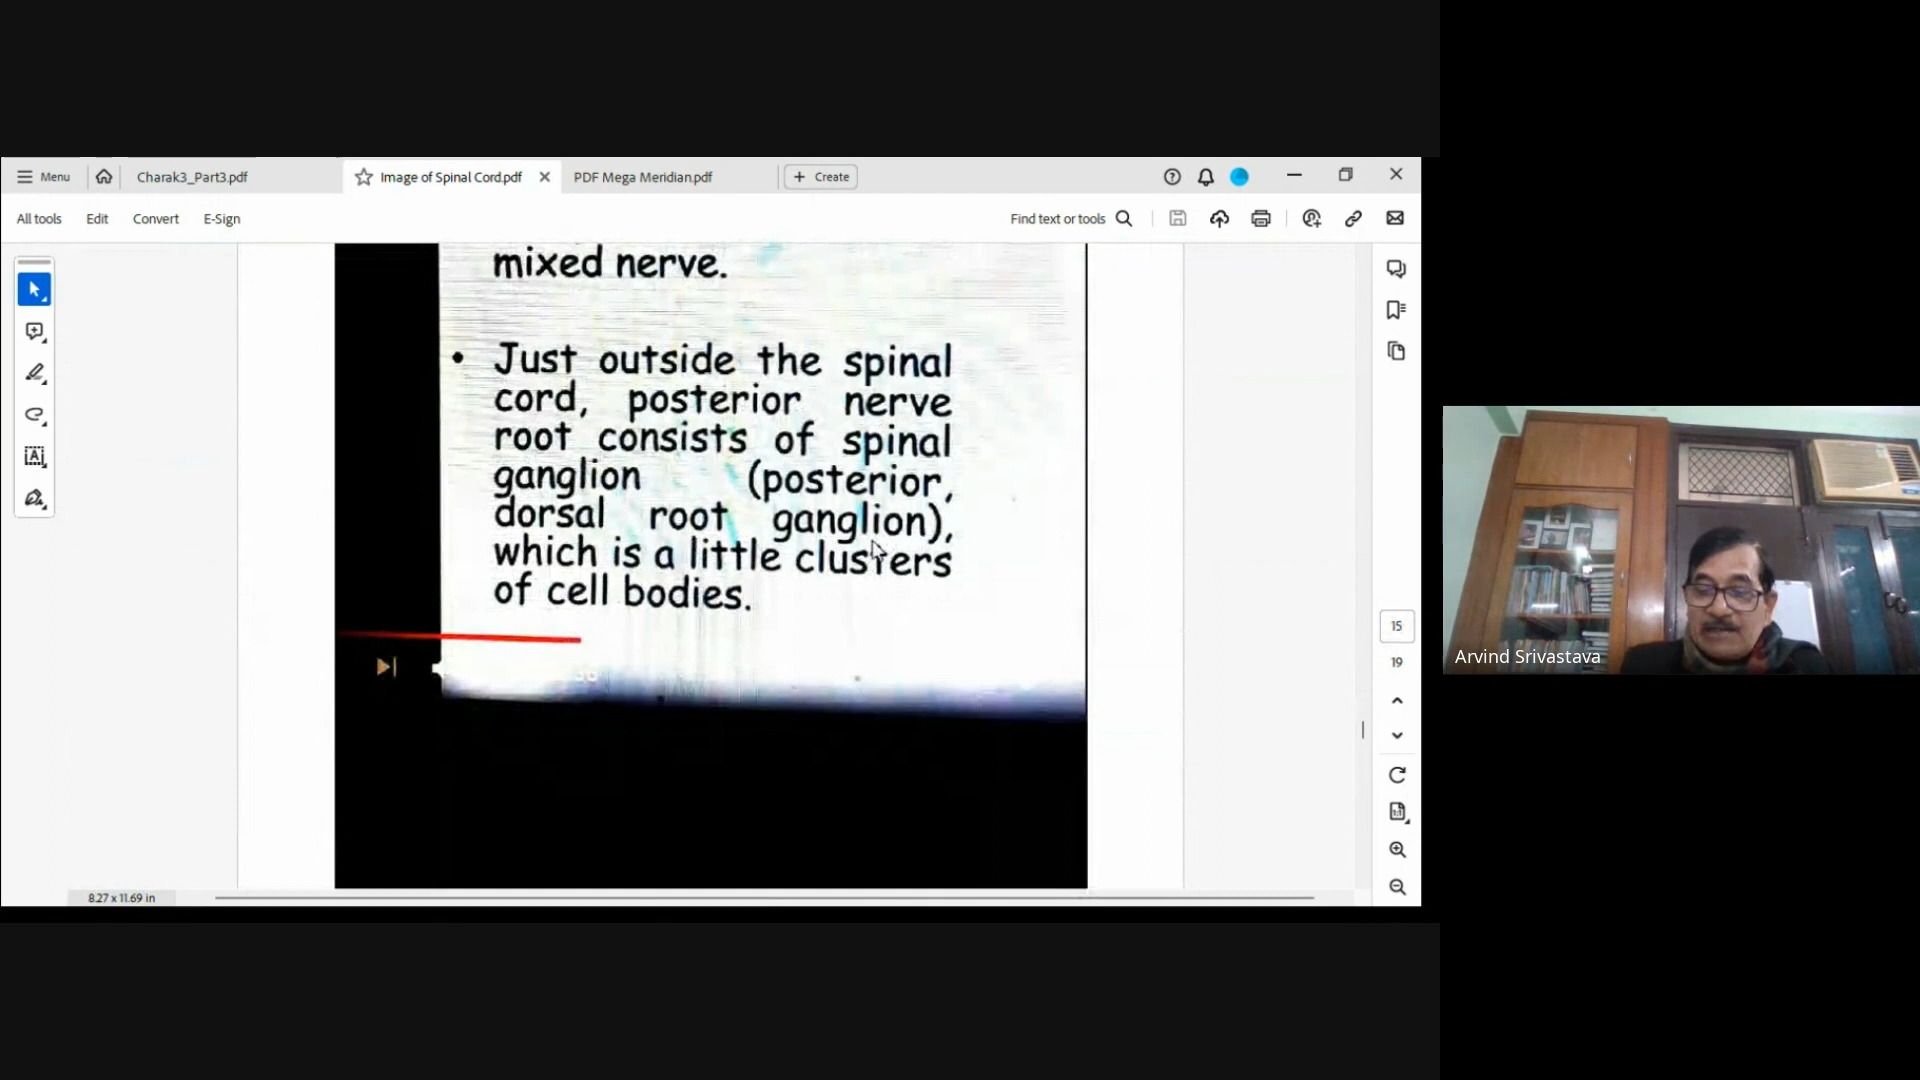 Menu
Charak3_Part3.pdf
Image of Spinal Cord.pdf
PDF Mega Meridian.pdf
Create
All tools
Edit
Convert
E-Sign
Find text or tools
mixed nerve.
• Just outside the spinal
cord, posterior nerve
root consists of spinal
ganglion (posterior,
dorsal root ganglion),
which is a little clusters
of cell bodies.
15
19
8.27 x 11.69 in
Arvind Srivastava